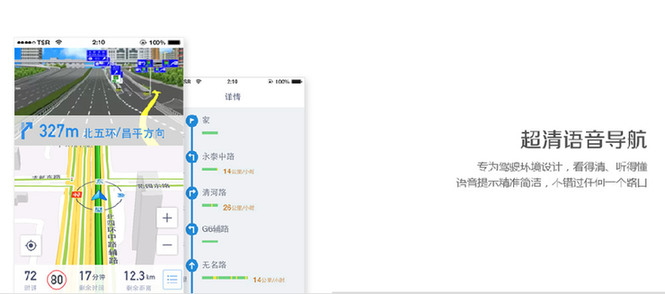 TSR
2:10
100%
SR
2:10
100%
详情
327m 北五环/昌平方向
家
永泰中路
14公里/小时
清河路
26公里/小时
G6辅路
无名路
14公里/小时
72
80
17分钟
剩余时间
12.3km
剩余距离
超清语音导航
专为驾驶环境设计，看得清、听得懂
语音提示精准简洁，不错过任何一个路口